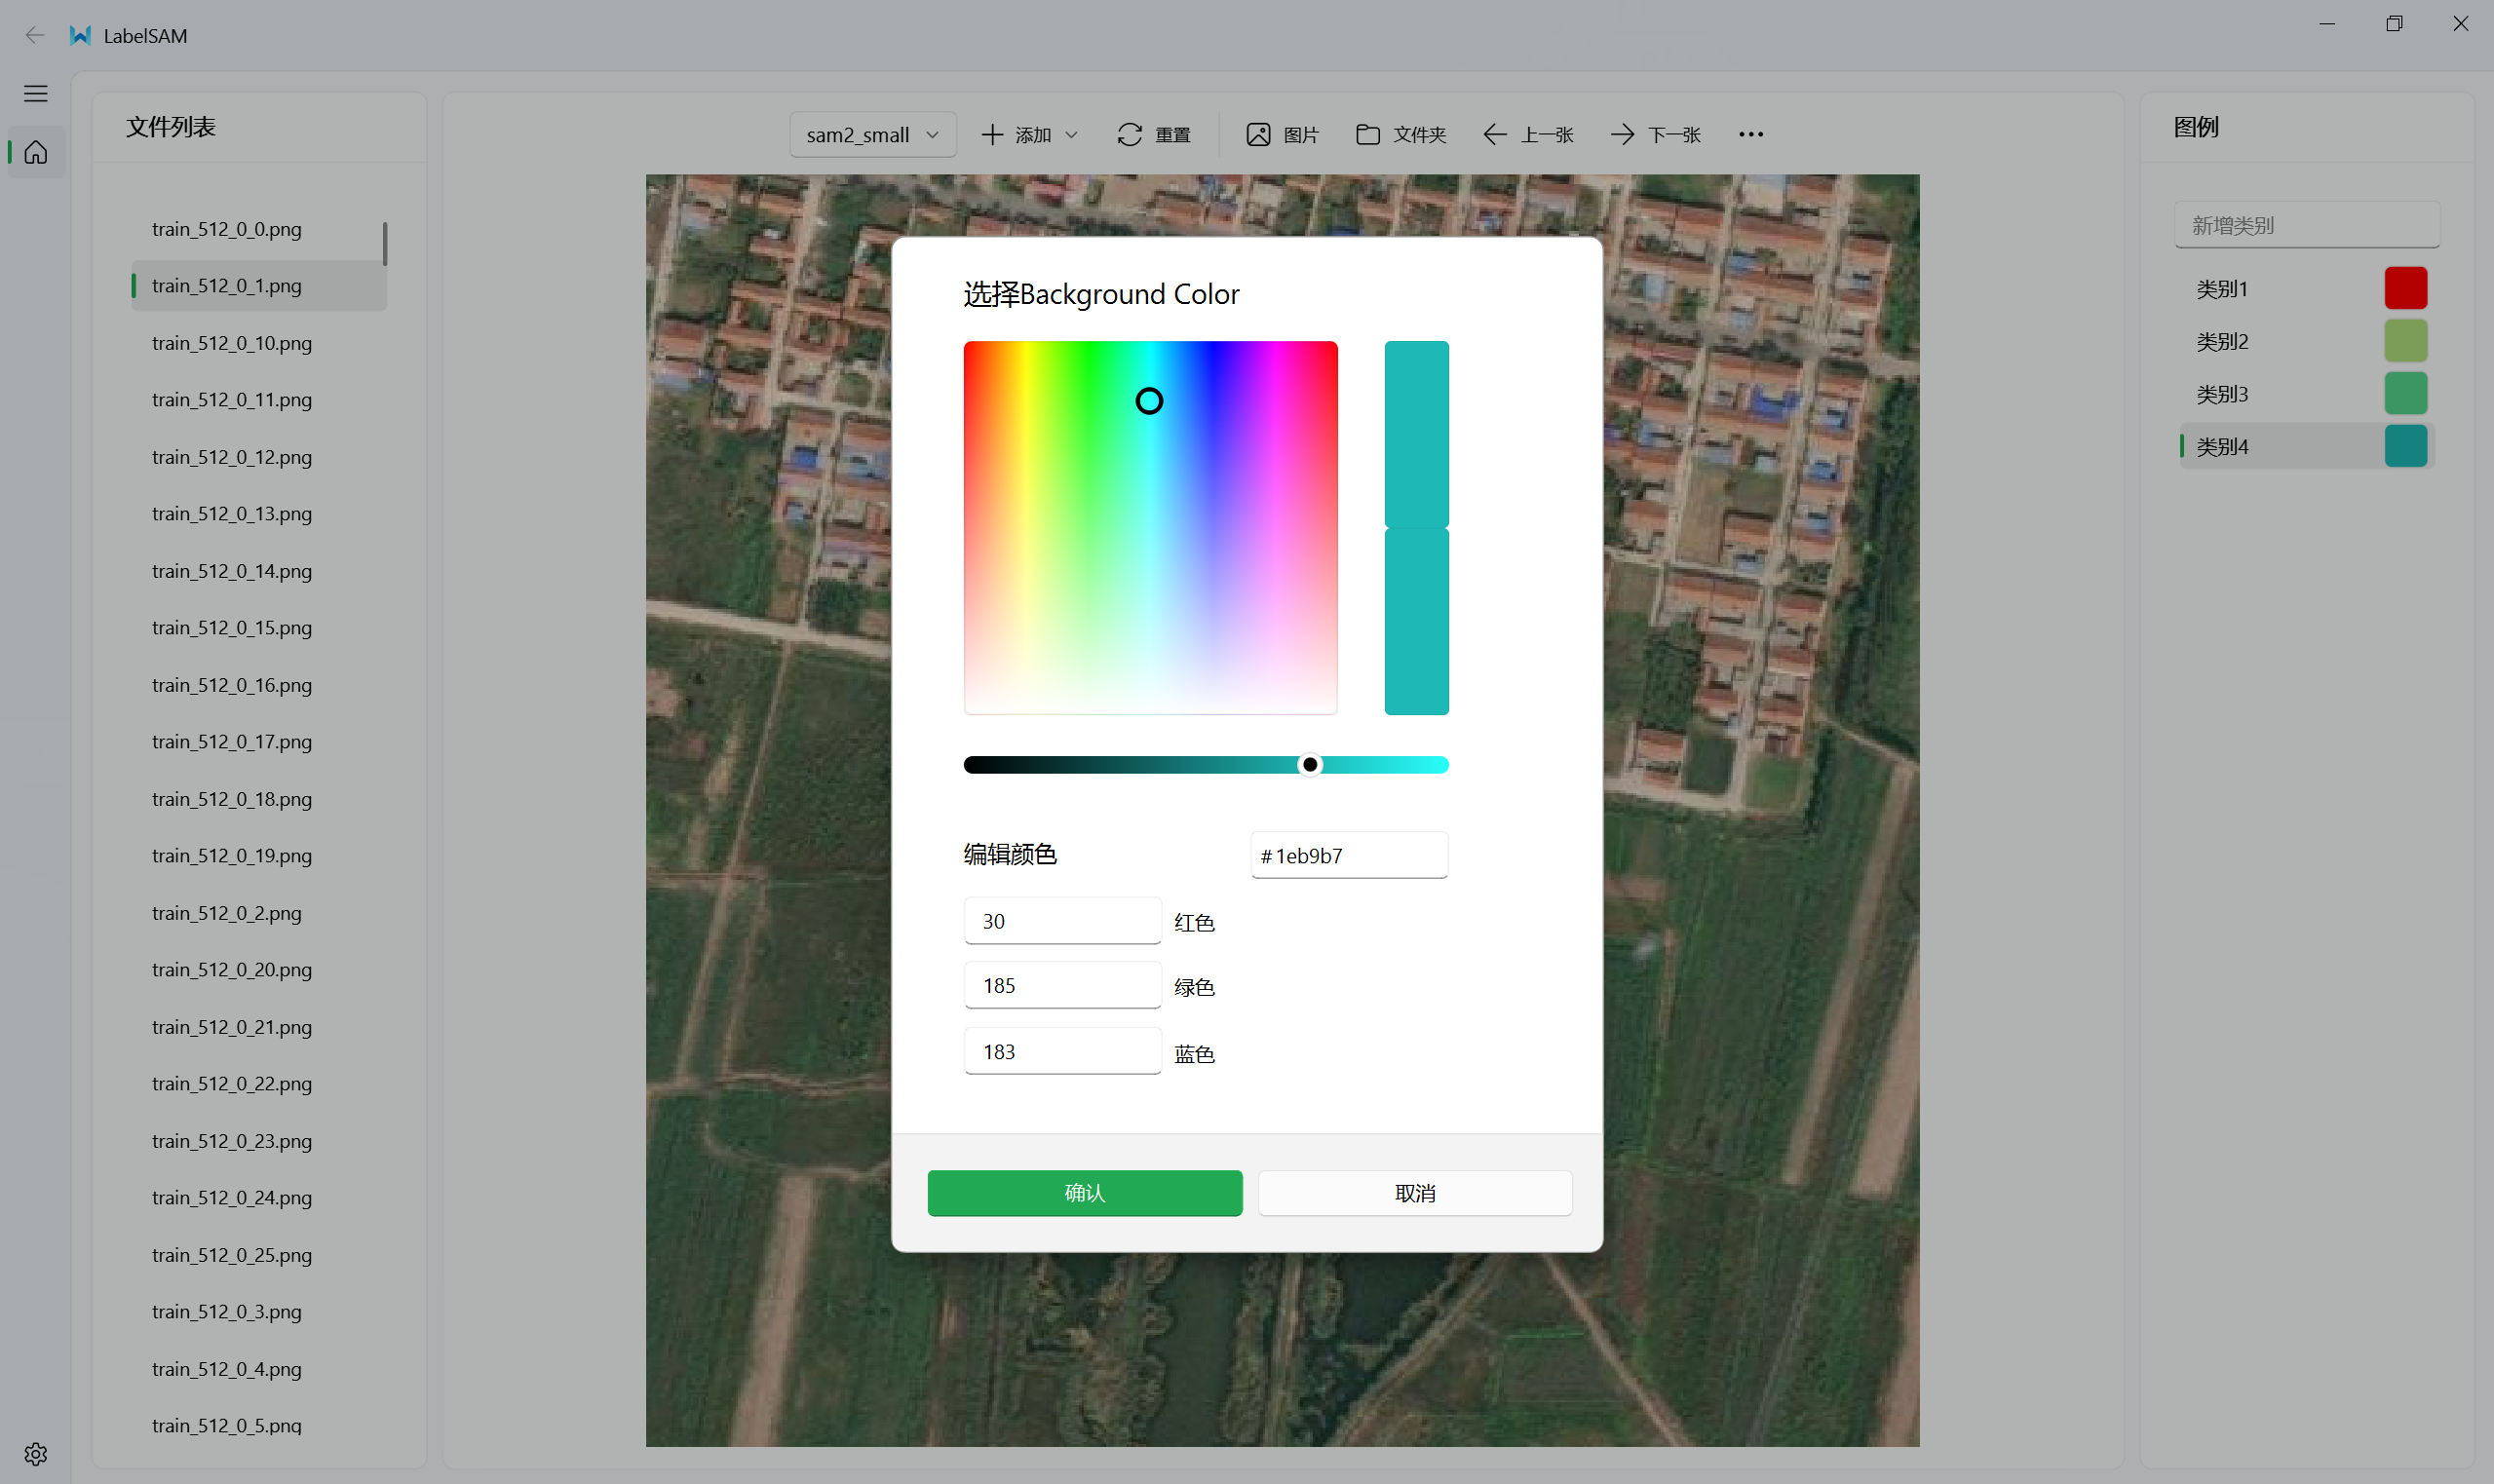 LabelSAM
文件列表
train_512_0_0.png
train_512_0_1.png
train_512_0_10.png
train_512_0_11.png
train_512_0_12.png
train_512_0_13.png
train_512_0_14.png
train_512_0_15.png
train_512_0_16.png
train_512_0_17.png
train_512_0_18.png
train_512_0_19.png
train_512_0_2.png
train_512_0_20.png
train_512_0_21.png
train_512_0_22.png
train_512_0_23.png
train_512_0_24.png
train_512_0_25.png
train_512_0_3.png
train_512_0_4.png
train_512_0_5.png
sam2_small 添加 重置 图片 文件夹 上一张 下一张
选择Background Color
编辑颜色 #1eb9b7
30 红色
185 绿色
183 蓝色
确认 取消
图例
新增类别
类别1
类别2
类别3
类别4